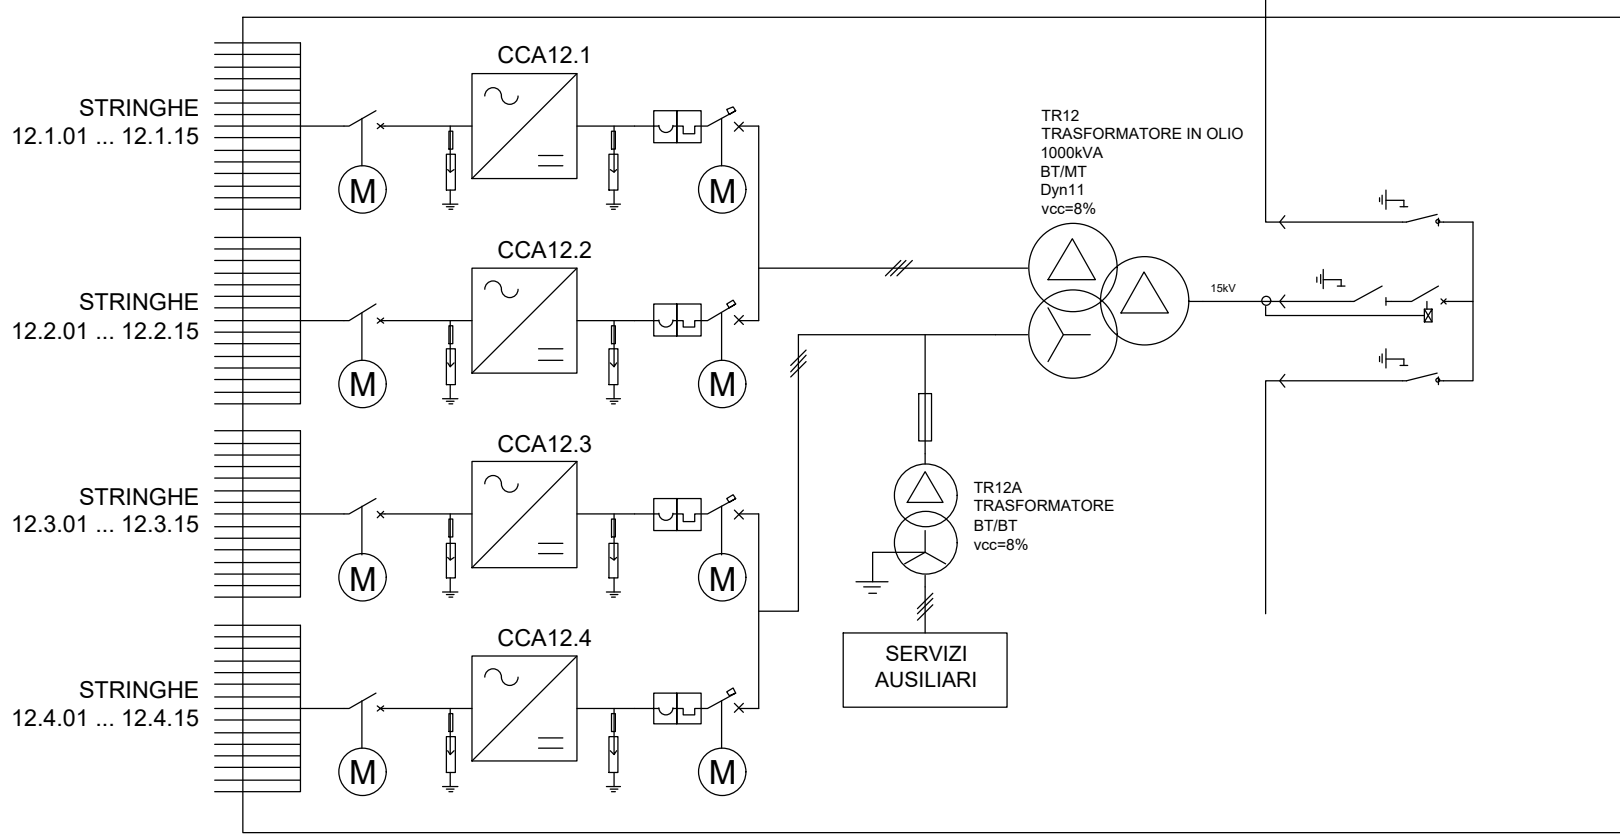 CCA12.1
STRINGHE
12.1.01 ... 12.1.15
M
M
CCA12.2
STRINGHE
12.2.01 ... 12.2.15
M
M
CCA12.3
STRINGHE
12.3.01 ... 12.3.15
M
M
CCA12.4
STRINGHE
12.4.01 ... 12.4.15
M
M
TR12
TRASFORMATORE IN OLIO
1000kVA
BT/MT
Dyn11
vcc=8%
15kV
TR12A
TRASFORMATORE
BT/BT
vcc=8%
SERVIZI
AUSILIARI